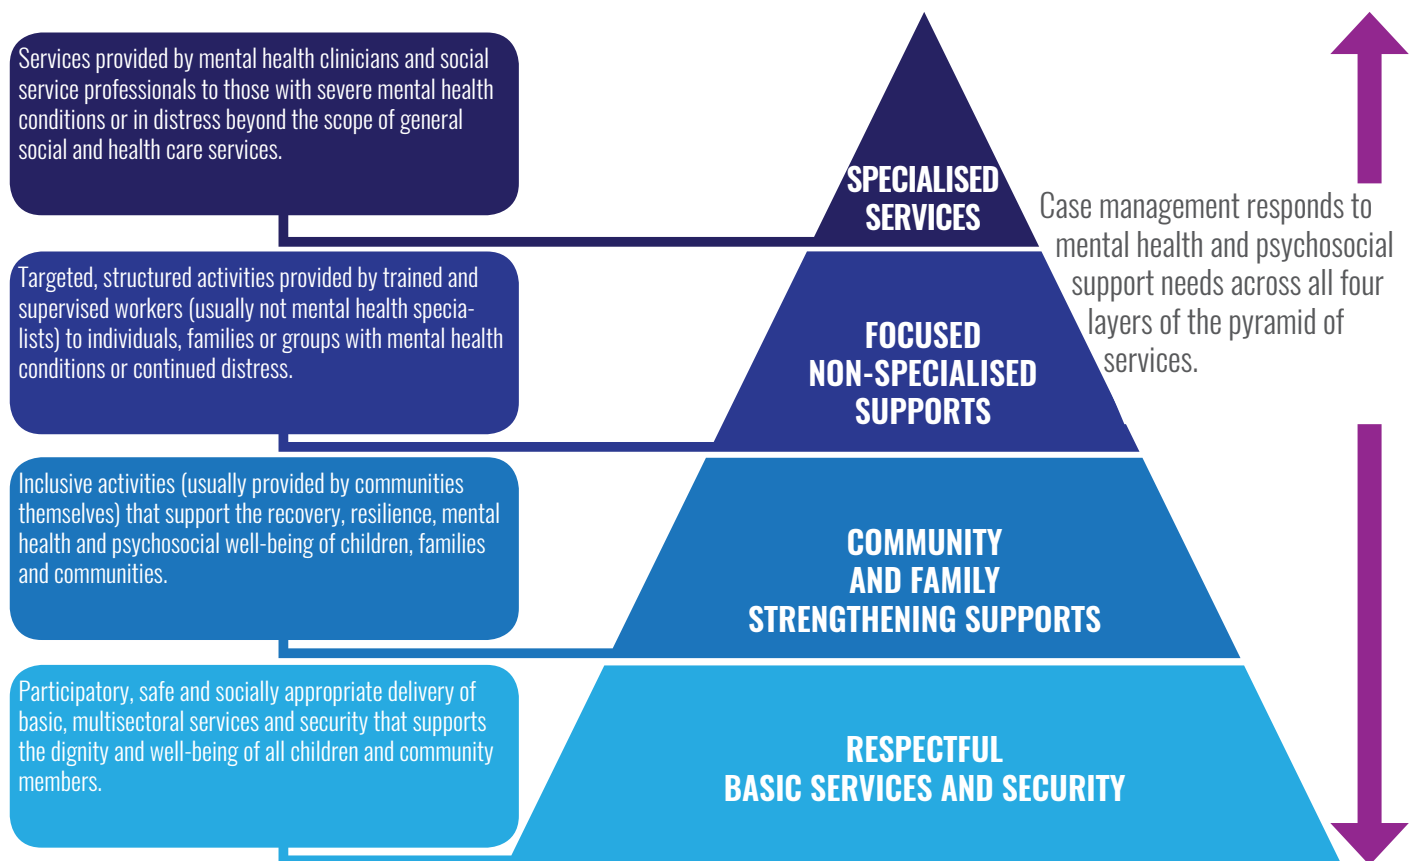 Services provided by mental health clinicians and social
service professionals to those with severe mental health
conditions or in distress beyond the scope of general
social and health care services.
SPECIALISED
SERVICES
Case management responds to
mental health and psychosocial
support needs across all four
layers of the pyramid of
services.
Targeted, structured activities provided by trained and
supervised workers (usually not mental health specia-
lists) to individuals, families or groups with mental health
conditions or continued distress.
FOCUSED
NON-SPECIALISED
SUPPORTS
Inclusive activities (usually provided by communities
themselves) that support the recovery, resilience, mental
health and psychosocial well-being of children, families
and communities.
COMMUNITY
AND FAMILY
STRENGTHENING SUPPORTS
Participatory, safe and socially appropriate delivery of
basic, multisectoral services and security that supports
the dignity and well-being of all children and community
members.
RESPECTFUL
BASIC SERVICES AND SECURITY